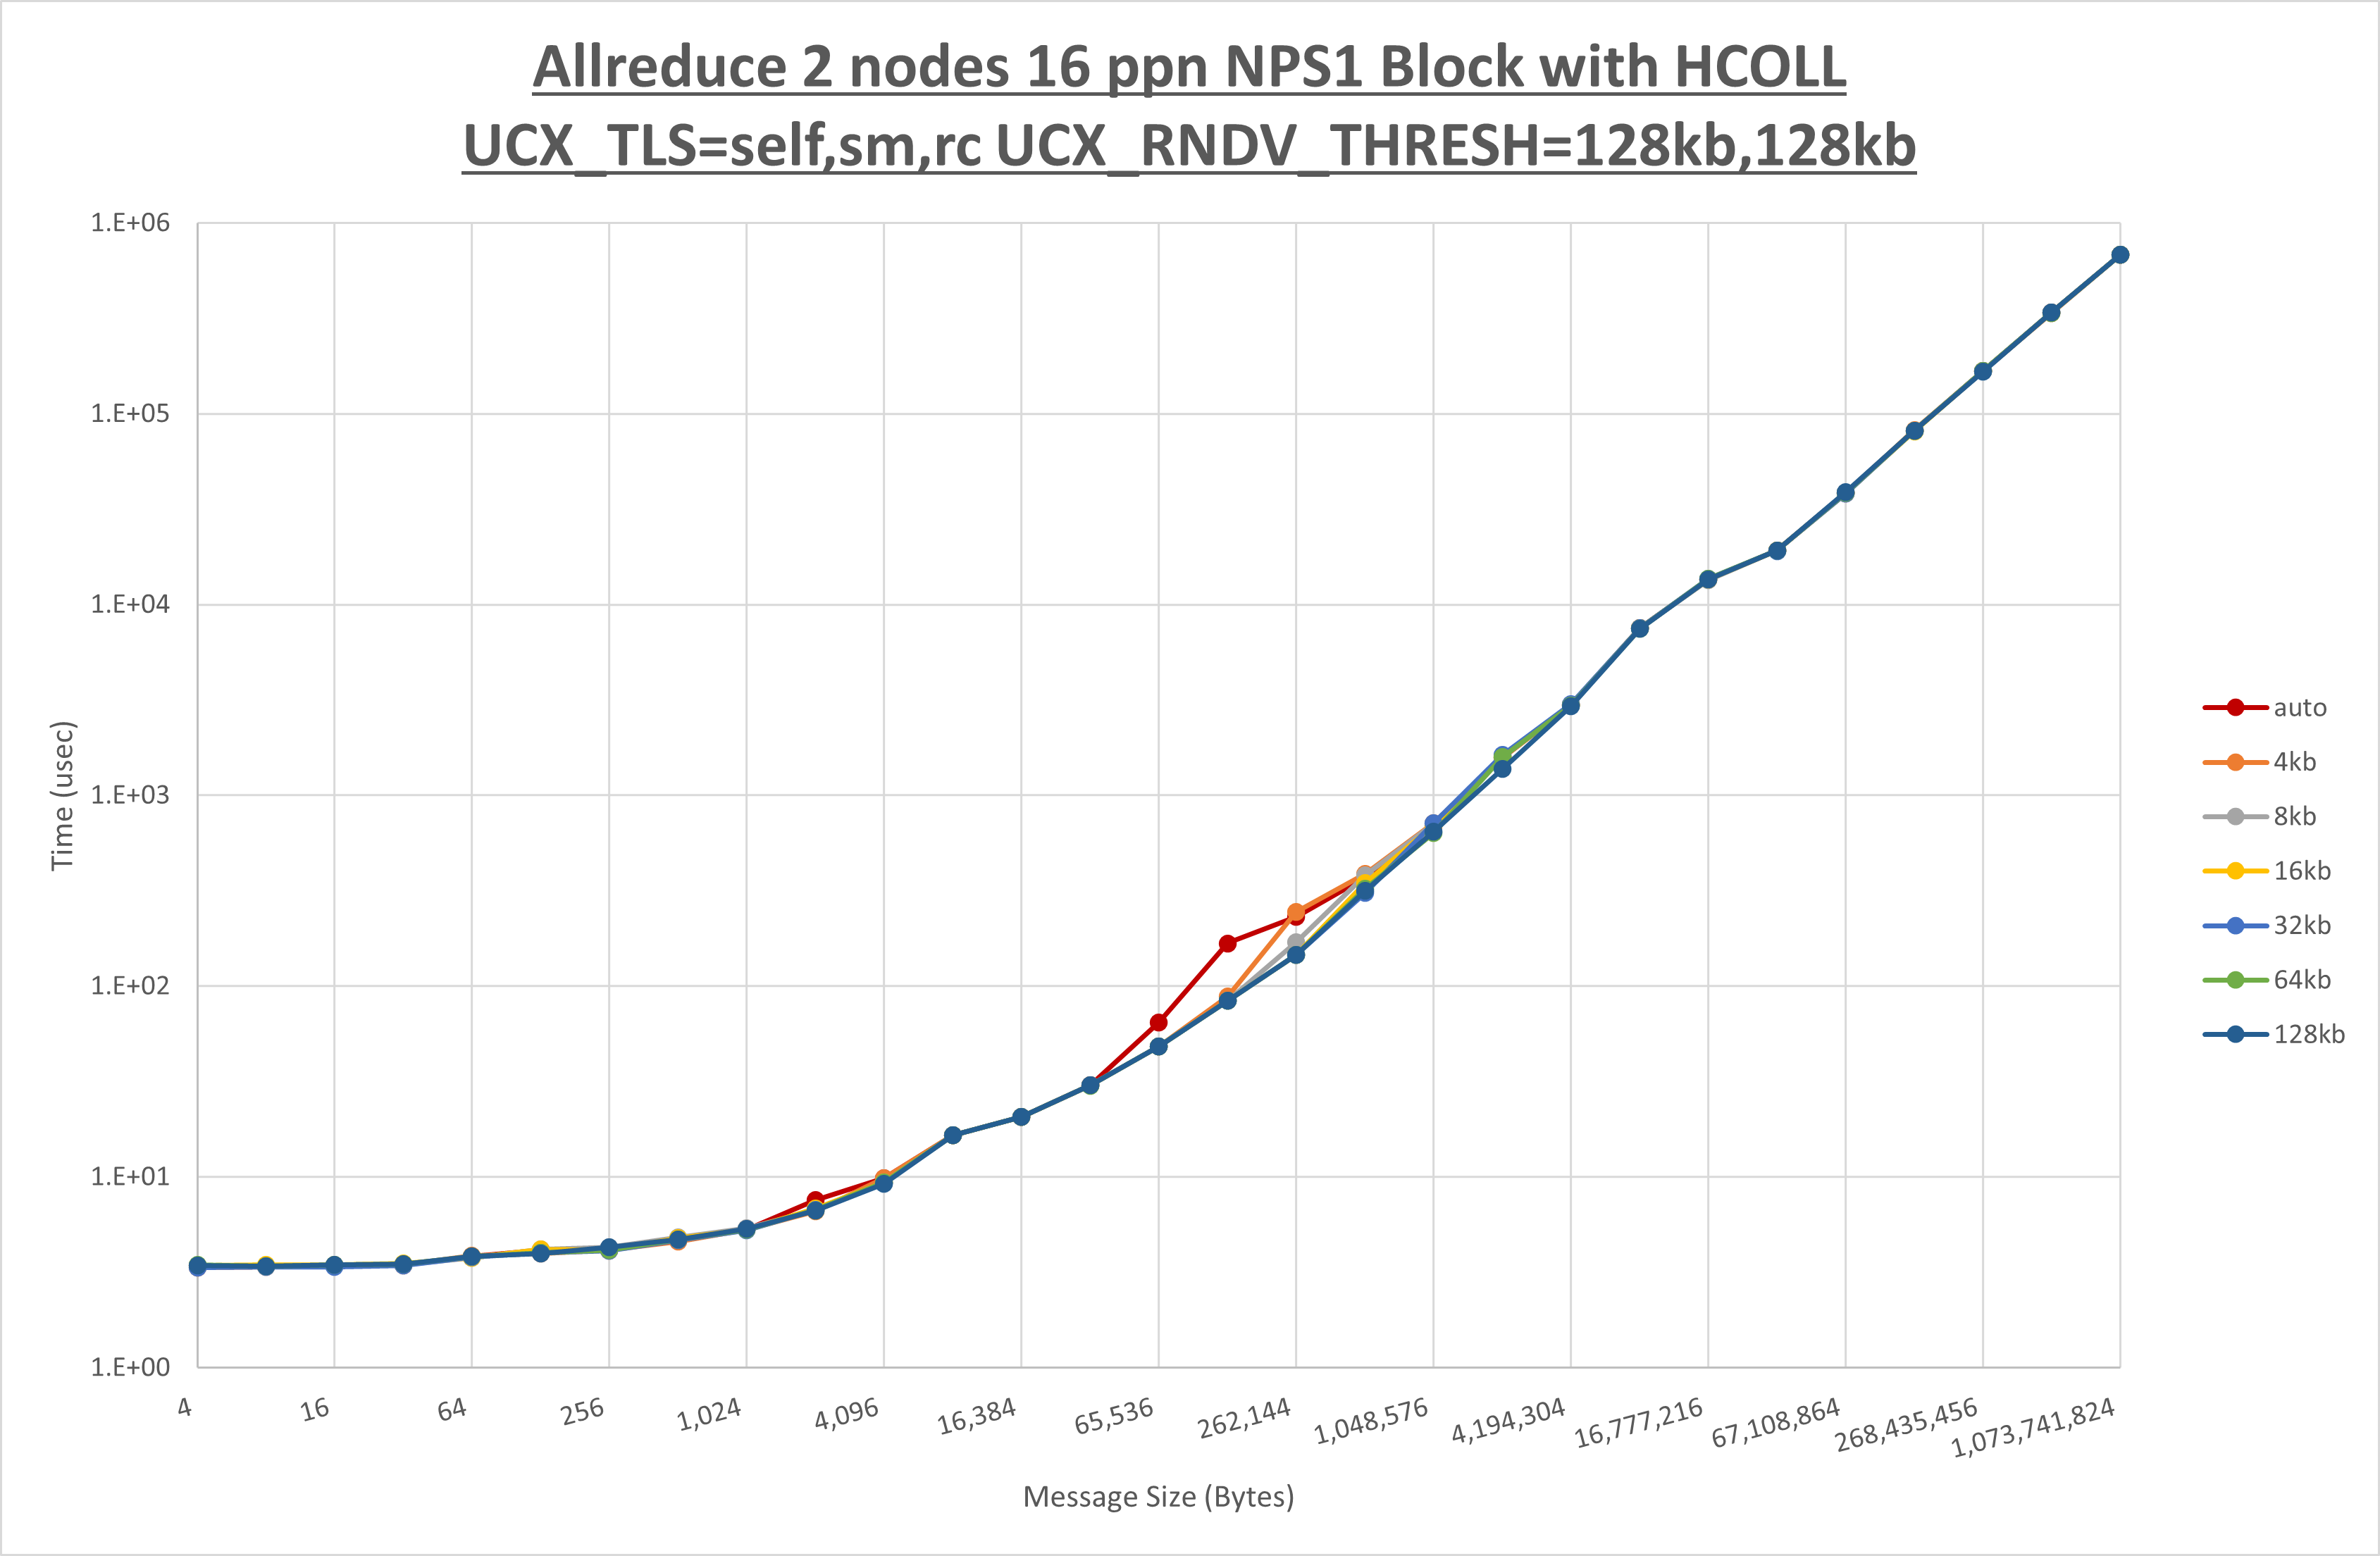 Allreduce 2 nodes 16 ppn NPS1 Block with HCOLL
UCX_TLS=self,sm,rc UCX_RNDV_THRESH=128kb,128kb
1.E+06
1.E+05
1.E+04
1.E+03
1.E+02
1.E+01
1.E+00
Time (usec)
4
16
64
256
1,024
4,096
16,384
65,536
262,144
1,048,576
4,194,304
16,777,216
67,108,864
268,435,456
1,073,741,824
Message Size (Bytes)
auto
4kb
8kb
16kb
32kb
64kb
128kb